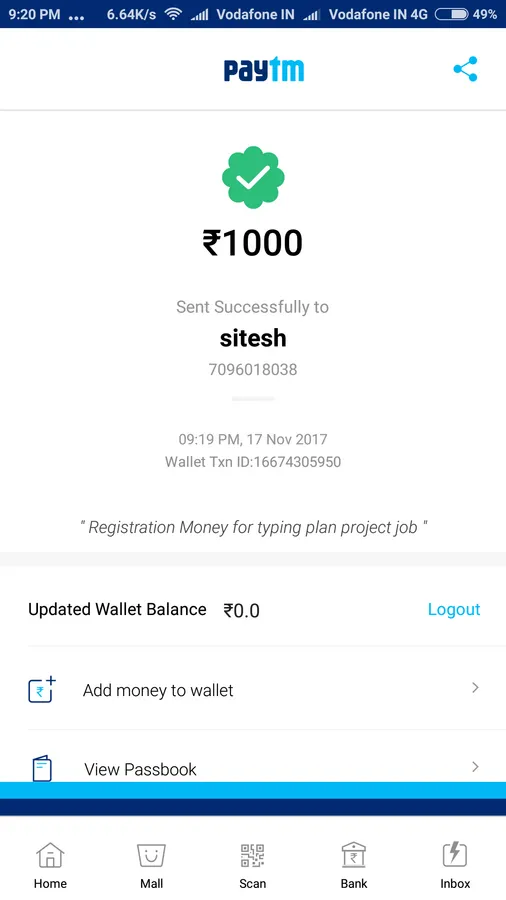 9:20 PM ... 6.64K/s Vodafone IN Vodafone IN 4G 49%
paytm
₹1000
Sent Successfully to
sitesh
7096018038
09:19 PM, 17 Nov 2017
Wallet Txn ID:16674305950
" Registration Money for typing plan project job "
Updated Wallet Balance ₹0.0 Logout
Add money to wallet
View Passbook
Home Mall Scan Bank Inbox